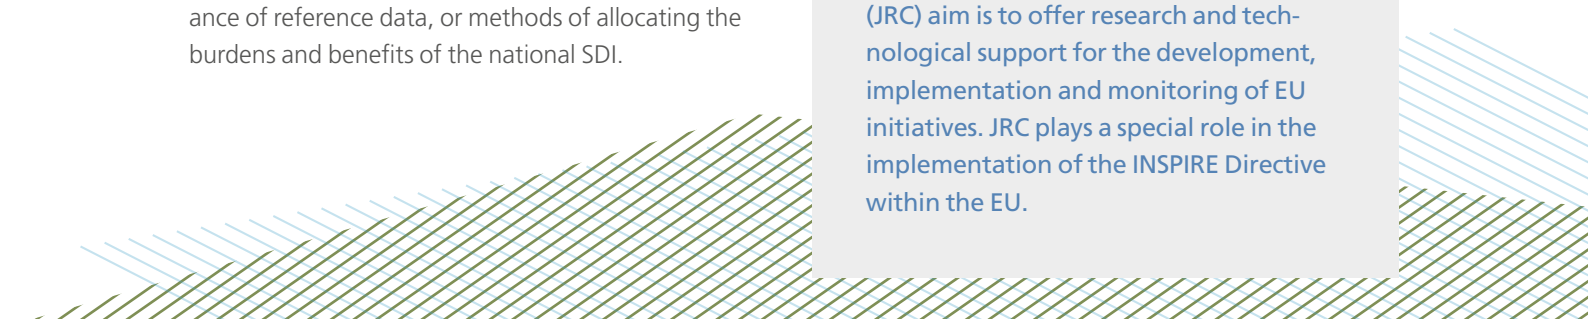 ance of reference data, or methods of allocating the
burdens and benefits of the national SDI.
(JRC) aim is to offer research and tech-
nological support for the development,
implementation and monitoring of EU
initiatives. JRC plays a special role in the
implementation of the INSPIRE Directive
within the EU.